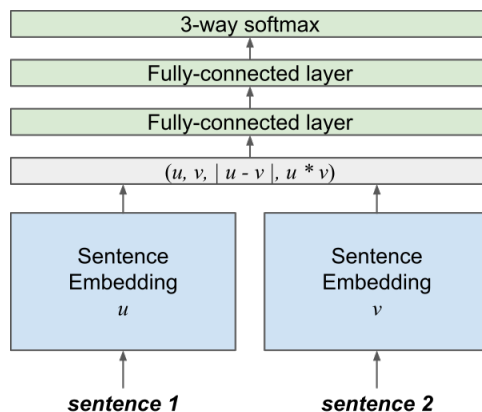 3-way softmax
Fully-connected layer
Fully-connected layer
(u, v, | u - v |, u * v)
Sentence
Embedding
u
Sentence
Embedding
v
sentence 1
sentence 2